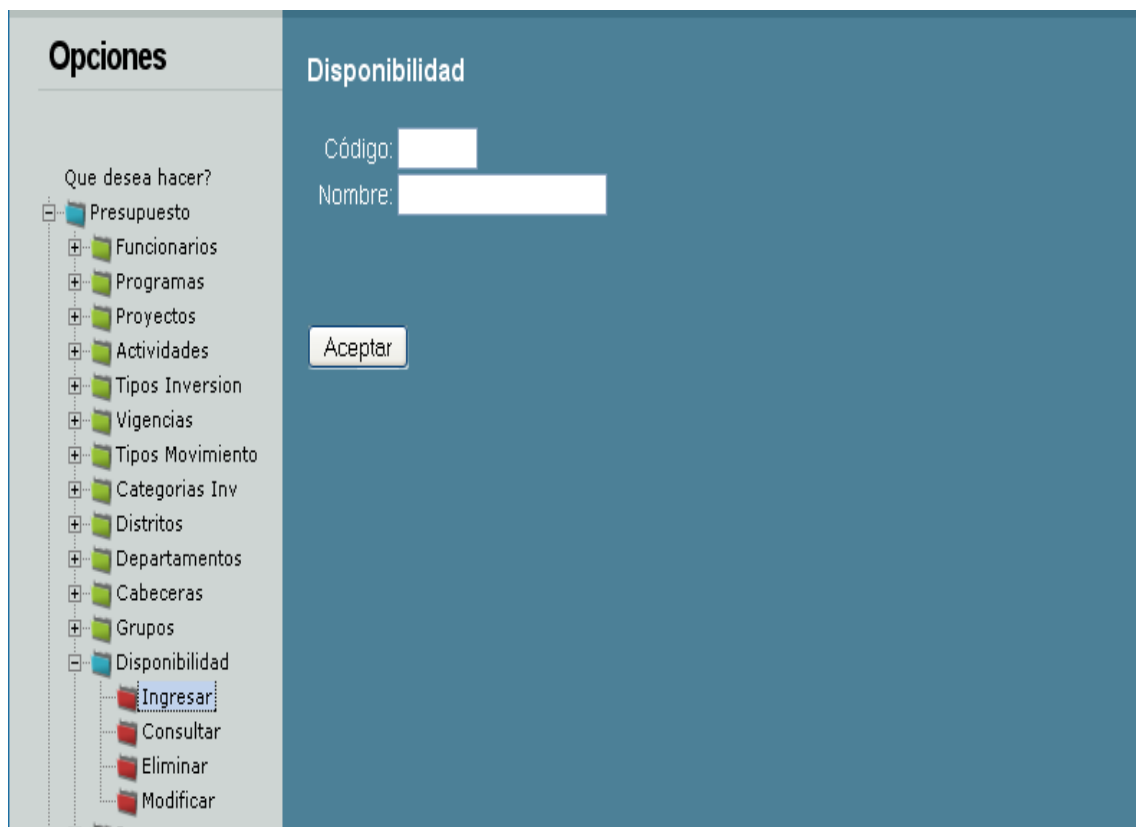 Opciones
Que desea hacer?
Presupuesto
Funcionarios
Programas
Proyectos
Actividades
Tipos Inversion
Vigencias
Tipos Movimiento
Categorias Inv
Distritos
Departamentos
Cabeceras
Grupos
Disponibilidad
Ingresar
Consultar
Eliminar
Modificar
Disponibilidad
Código:
Nombre:
Aceptar